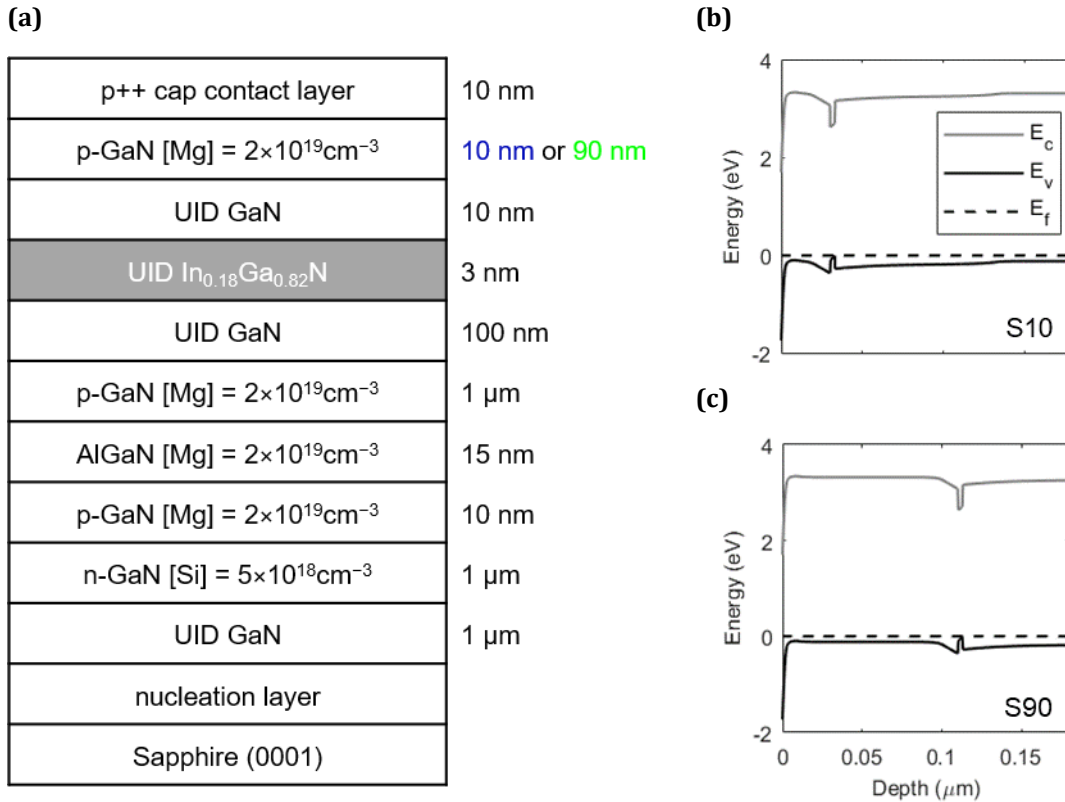 (a)
p++ cap contact layer 10 nm
p-GaN [Mg] = 2×10¹⁹cm⁻³ 10 nm or 90 nm
UID GaN 10 nm
UID In₀.₁₈Ga₀.₈₂N 3 nm
UID GaN 100 nm
p-GaN [Mg] = 2×10¹⁹cm⁻³ 1 μm
AlGaN [Mg] = 2×10¹⁹cm⁻³ 15 nm
p-GaN [Mg] = 2×10¹⁹cm⁻³ 10 nm
n-GaN [Si] = 5×10¹⁸cm⁻³ 1 μm
UID GaN 1 μm
nucleation layer
Sapphire (0001)
(b)
4
2
0
-2
Energy (eV)
E_c
E_v
E_f
S10
(c)
4
2
0
-2
Energy (eV)
S90
0 0.05 0.1 0.15
Depth (μm)